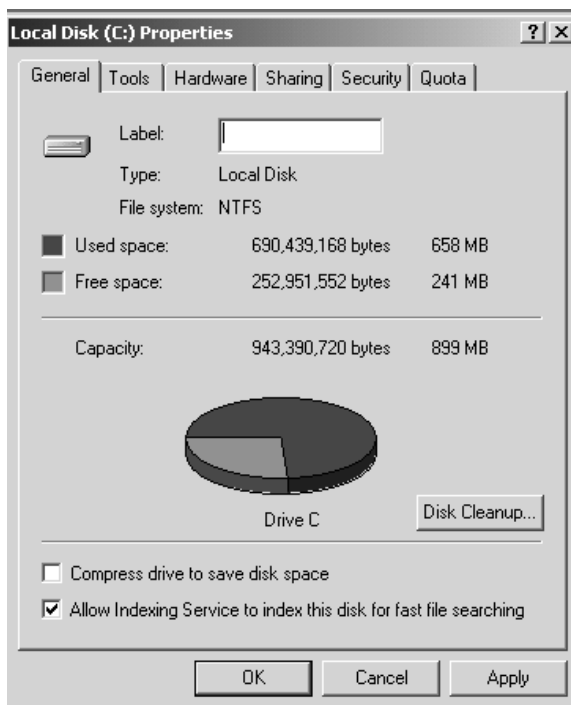 Local Disk (C:) Properties
General Tools Hardware Sharing Security Quota
Label:
Type: Local Disk
File system: NTFS
Used space: 690,439,168 bytes 658 MB
Free space: 252,951,552 bytes 241 MB
Capacity: 943,390,720 bytes 899 MB
Drive C
Disk Cleanup...
Compress drive to save disk space
Allow Indexing Service to index this disk for fast file searching
OK Cancel Apply